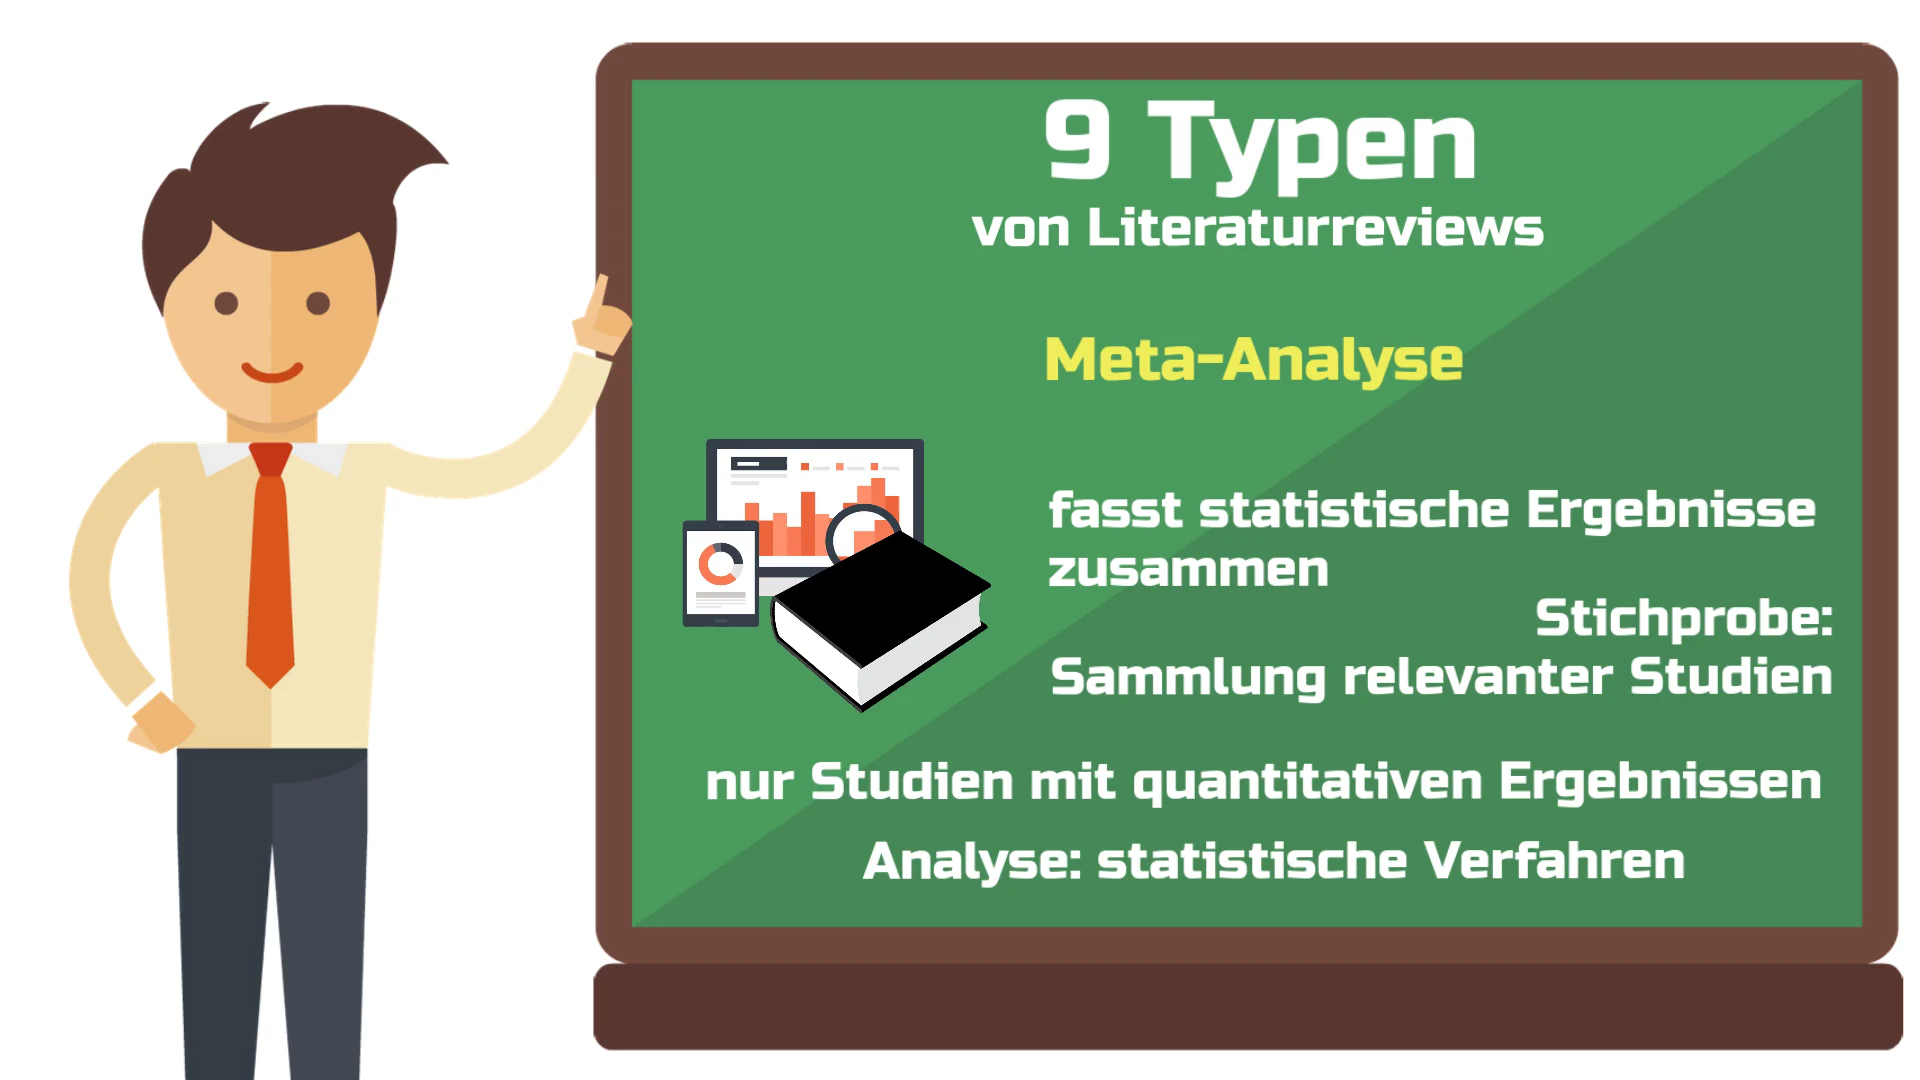 9 Typen
von Literaturreviews
Meta-Analyse
fasst statistische Ergebnisse
zusammen
Stichprobe:
Sammlung relevanter Studien
nur Studien mit quantitativen Ergebnissen
Analyse: statistische Verfahren